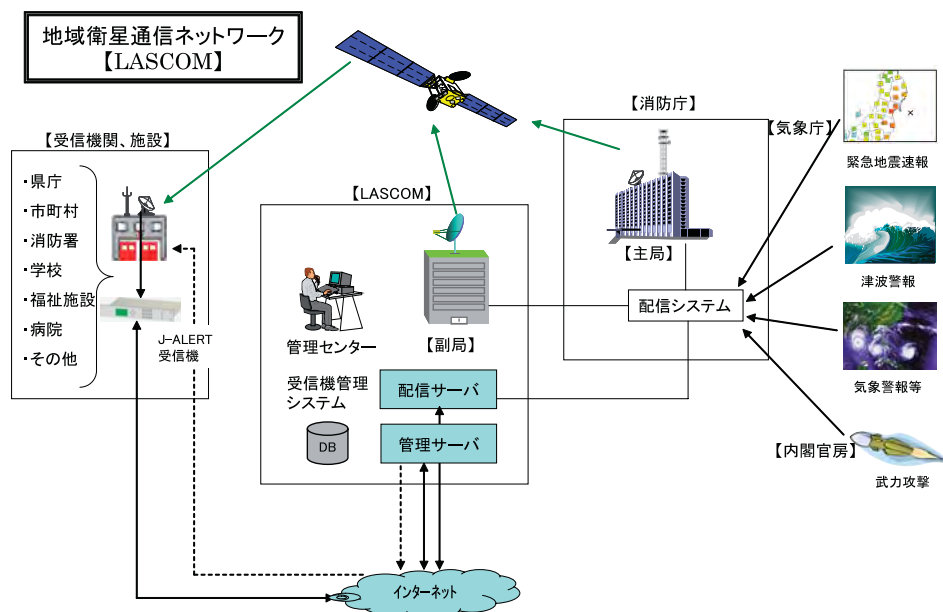 地域衛星通信ネットワーク
【LASCOM】
【受信機関、施設】
・県庁
・市町村
・消防署
・学校
・福祉施設
・病院
・その他
J-ALERT
受信機
【LASCOM】
管理センター
【副局】
受信機管理
システム
DB
配信サーバ
管理サーバ
インターネット
【消防庁】
【主局】
配信システム
【気象庁】
緊急地震速報
津波警報
気象警報等
【内閣官房】
武力攻撃